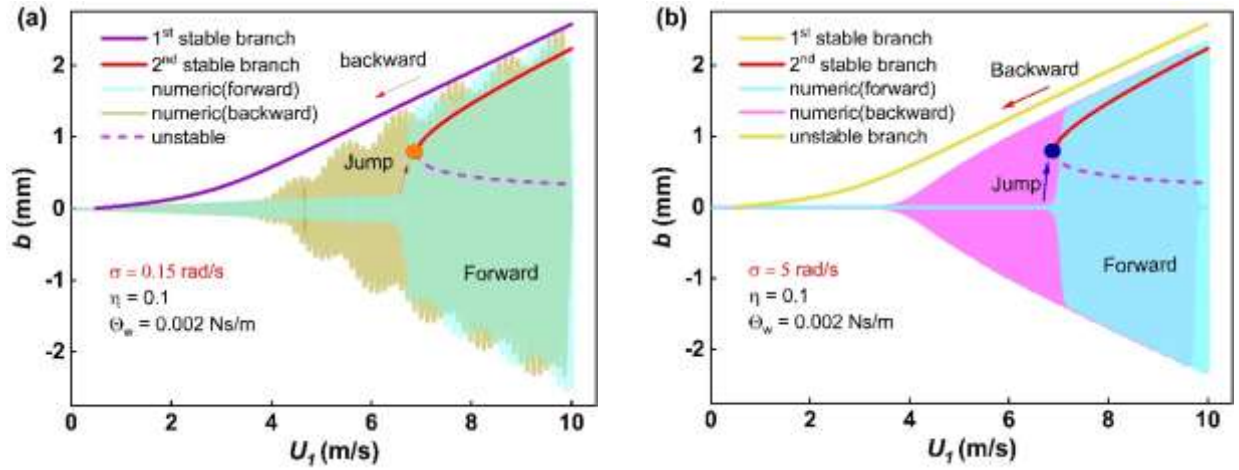 (a)
1st stable branch
2nd stable branch
numeric(forward)
numeric(backward)
unstable
backward
Jump
Forward
σ = 0.15 rad/s
η = 0.1
Θw = 0.002 Ns/m
b (mm)
2
1
0
-1
-2
0 2 4 6 8 10
U1 (m/s)
(b)
1st stable branch
2nd stable branch
numeric(forward)
numeric(backward)
unstable branch
Backward
Jump
Forward
σ = 5 rad/s
η = 0.1
Θw = 0.002 Ns/m
b (mm)
2
1
0
-1
-2
0 2 4 6 8 10
U1 (m/s)